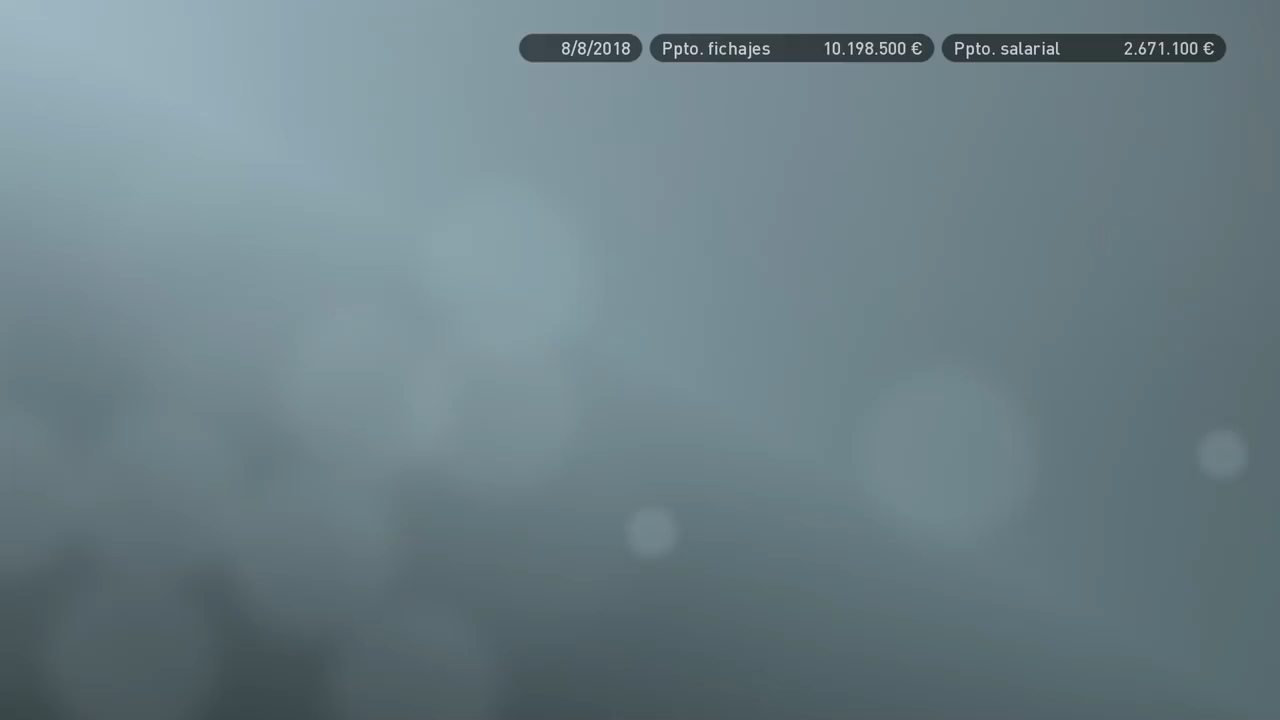 8/8/2018 Ppto. fichajes 10.198.500 € Ppto. salarial 2.671.100 €